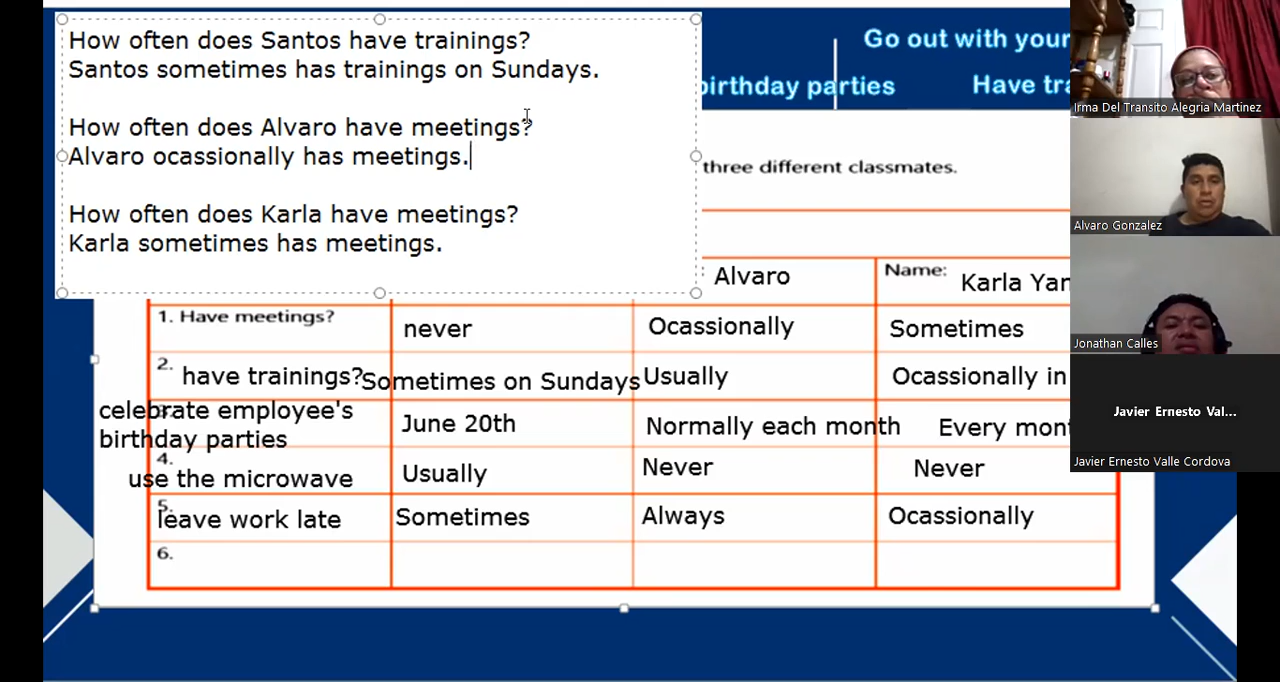 How often does Santos have trainings?
Santos sometimes has trainings on Sundays.
How often does Alvaro have meetings?
Alvaro ocassionally has meetings.
How often does Karla have meetings?
Karla sometimes has meetings.
Go out with your
birthday parties
Have tra
three different classmates.
: Alvaro
Name: Karla Yan
1. Have meetings?
never
Ocassionally
Sometimes
2. have trainings?
Sometimes on Sundays
Usually
Ocassionally in
3. celebrate employee's
birthday parties
June 20th
Normally each month
Every mont
4. use the microwave
Usually
Never
Never
5. leave work late
Sometimes
Always
Ocassionally
6.
Irma Del Transito Alegria Martinez
Alvaro Gonzalez
Jonathan Calles
Javier Ernesto Val...
Javier Ernesto Valle Cordova